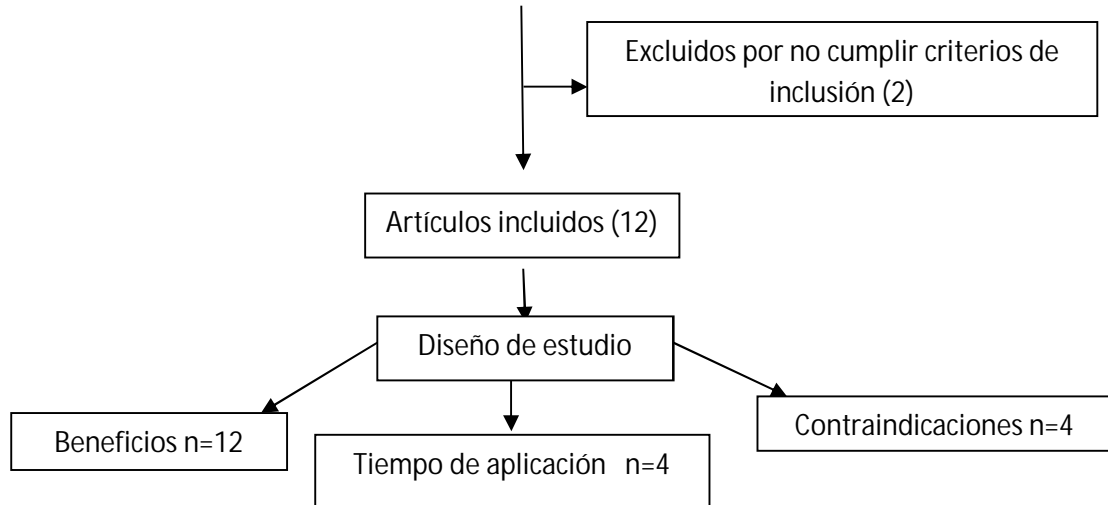 Excluidos por no cumplir criterios de
inclusión (2)
Artículos incluidos (12)
Diseño de estudio
Beneficios n=12
Tiempo de aplicación n=4
Contraindicaciones n=4